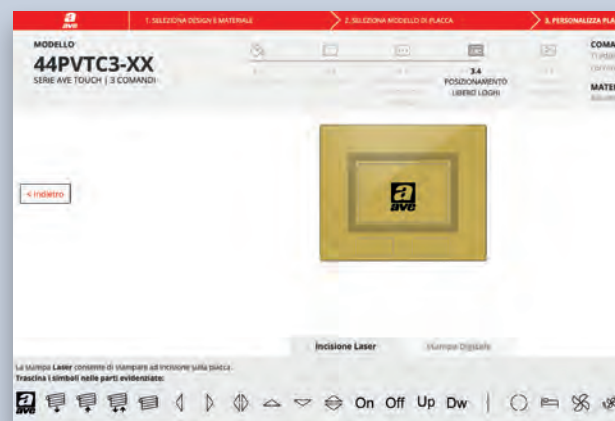 ave
1. SELEZIONA DESIGN E MATERIALE
2. SELEZIONA MODELLO DI PLACCA
3. PERSONALIZZA PLA
MODELLO
44PVTC3-XX
SERIE AVE TOUCH | 3 COMANDI
3.4
POSIZIONAMENTO
LIBERO LOGHI
COMA
MATE
< Indietro
ave
Incisione Laser
Stampa Digitale
La stampa Laser consente di stampare ad incisione sulla placca.
Trascina i simboli nelle parti evidenziate:
ave On Off Up Dw